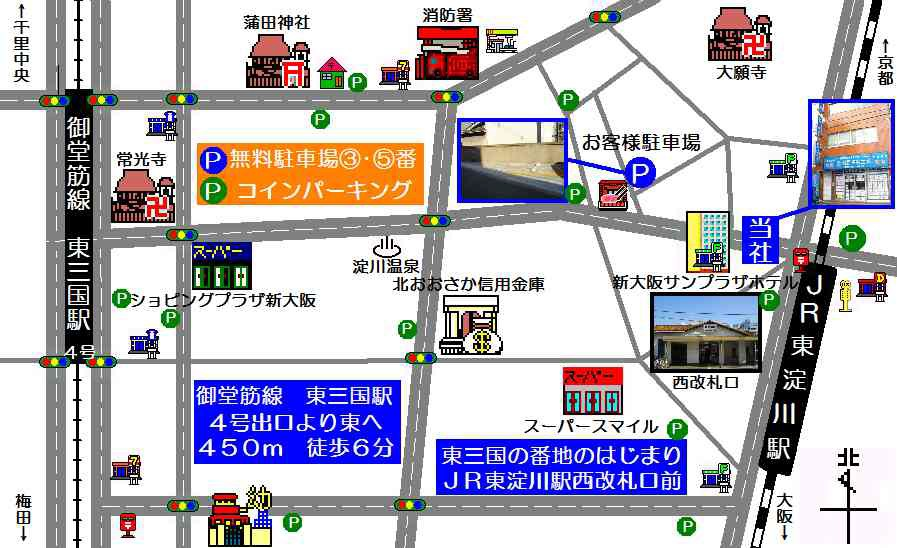 ↑千里中央
蒲田神社
消防署
大願寺
↑京都
御堂筋線 東三国駅
4号
常光寺
P 無料駐車場③・⑤番
P コインパーキング
お客様駐車場
P
当社
スーパー
ショピングプラザ新大阪
淀川温泉
北おおさか信用金庫
新大阪サンプラザホテル
JR東淀川駅
西改札口
御堂筋線 東三国駅
4号出口より東へ
450m 徒歩6分
スーパー
スーパースマイル
東三国の番地のはじまり
JR東淀川駅西改札口前
北
梅田↓
大阪↓